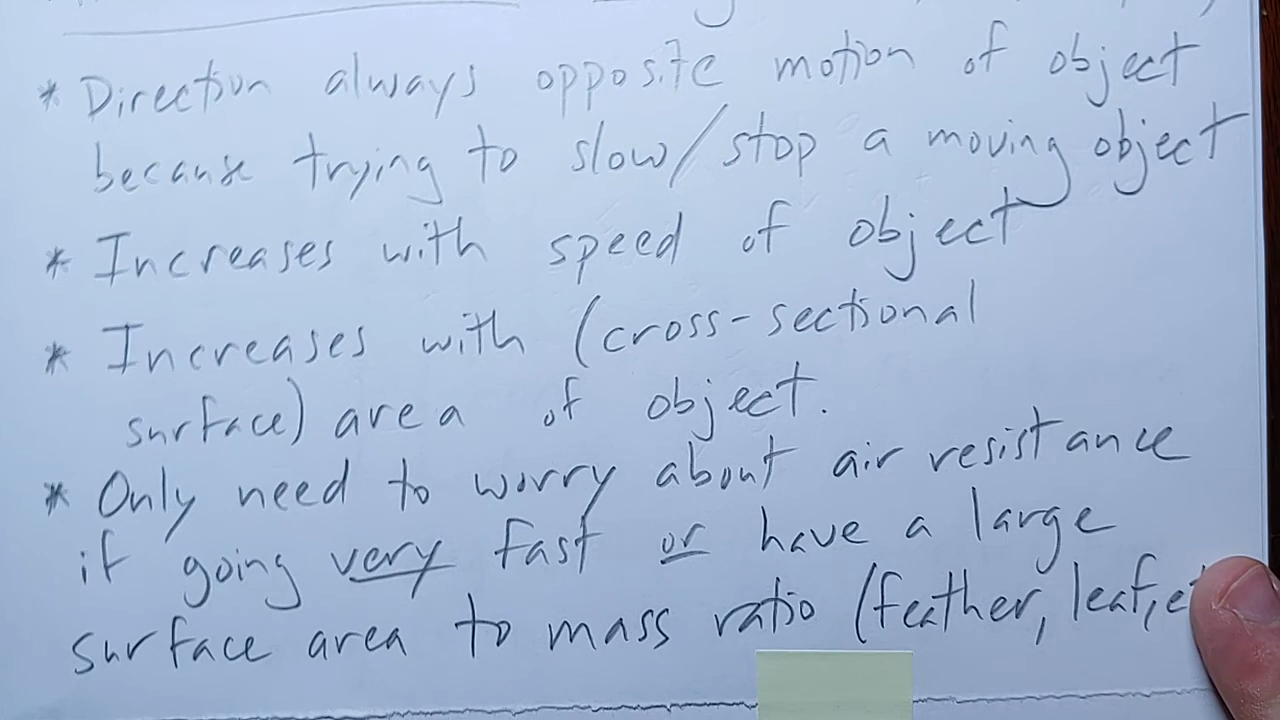 * Direction always opposite motion of object
because trying to slow/stop a moving object
* Increases with speed of object
* Increases with (cross-sectional
surface) area of object.
* Only need to worry about air resistance
if going very fast or have a large
surface area to mass ratio (feather, leaf,